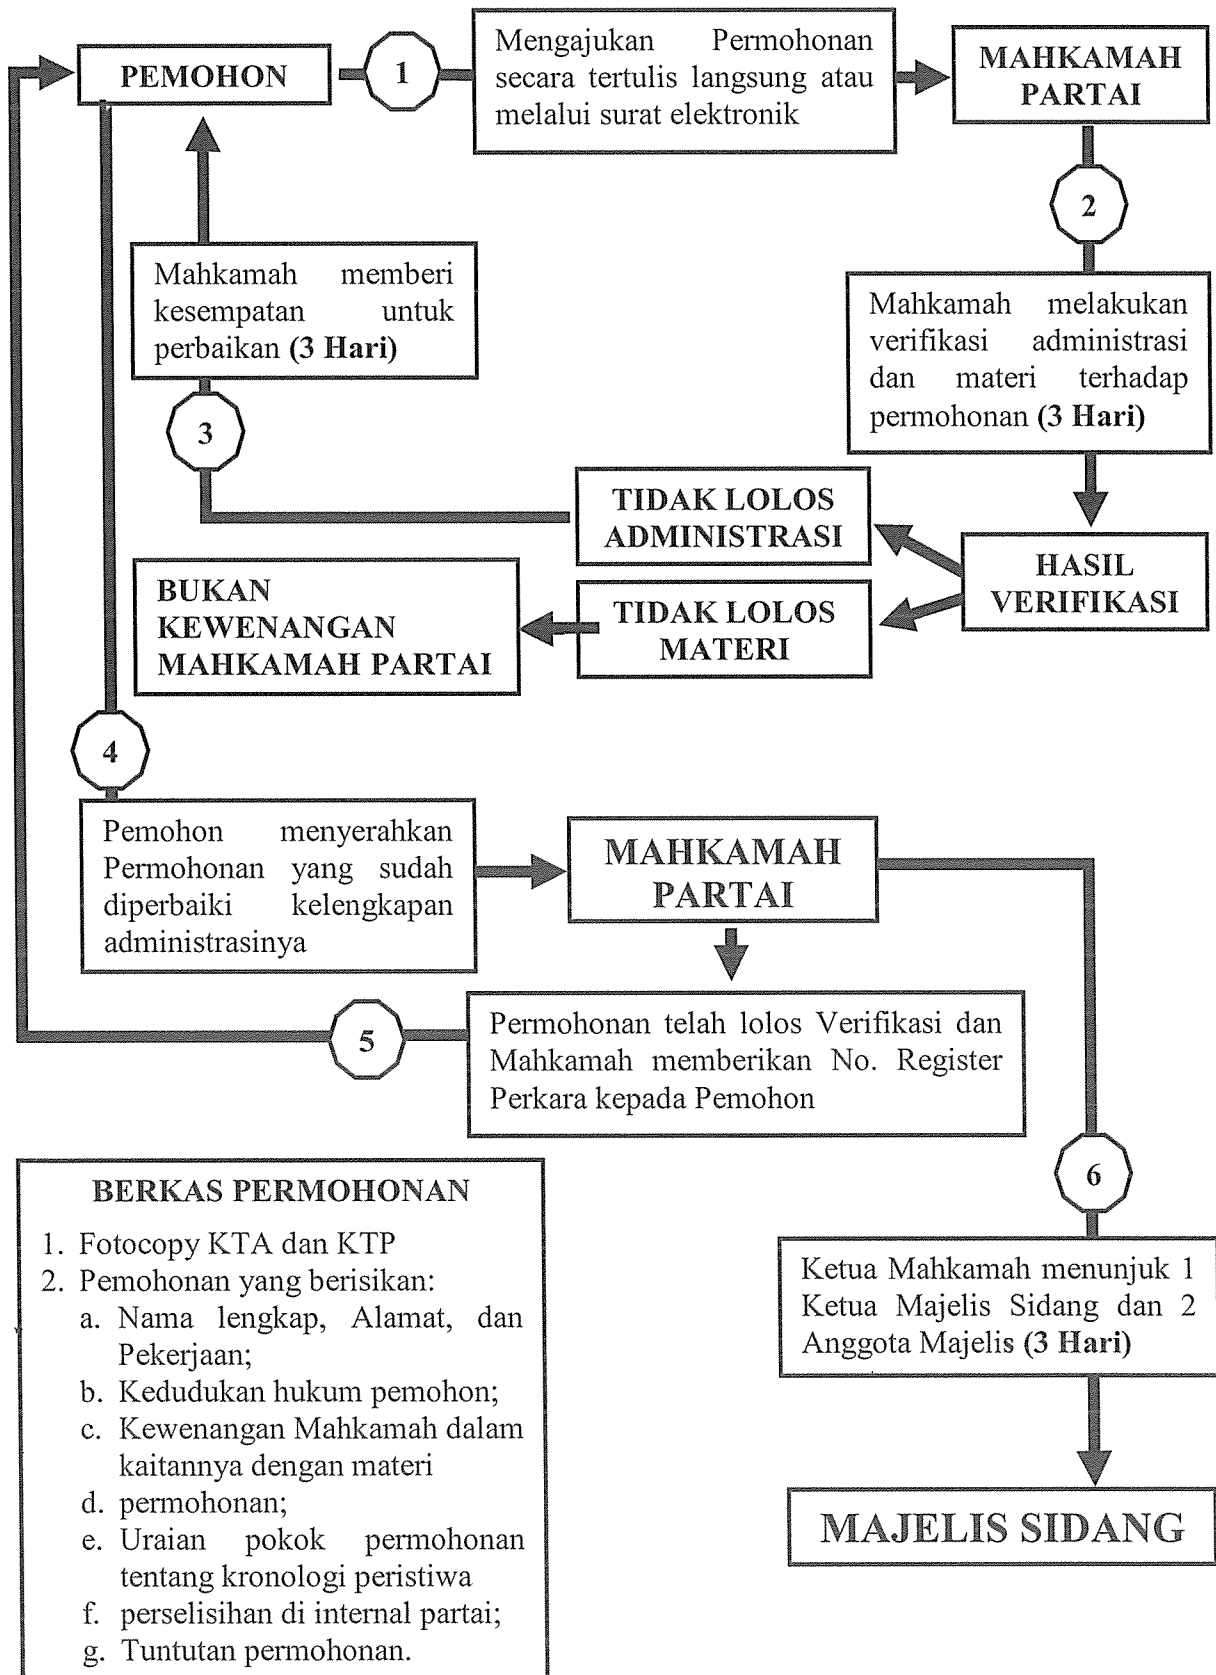 PEMOHON
1
Mengajukan Permohonan
secara tertulis langsung atau
melalui surat elektronik
MAHKAMAH
PARTAI
2
Mahkamah memberi
kesempatan untuk
perbaikan (3 Hari)
Mahkamah melakukan
verifikasi administrasi
dan materi terhadap
permohonan (3 Hari)
3
TIDAK LOLOS
ADMINISTRASI
HASIL
VERIFIKASI
BUKAN
KEWENANGAN
MAHKAMAH PARTAI
TIDAK LOLOS
MATERI
4
Pemohon menyerahkan
Permohonan yang sudah
diperbaiki kelengkapan
administrasinya
MAHKAMAH
PARTAI
5
Permohonan telah lolos Verifikasi dan
Mahkamah memberikan No. Register
Perkara kepada Pemohon
6
BERKAS PERMOHONAN
1. Fotocopy KTA dan KTP
2. Pemohonan yang berisikan:
a. Nama lengkap, Alamat, dan
Pekerjaan;
b. Kedudukan hukum pemohon;
c. Kewenangan Mahkamah dalam
kaitannya dengan materi
d. permohonan;
e. Uraian pokok permohonan
tentang kronologi peristiwa
f. perselisihan di internal partai;
g. Tuntutan permohonan.
Ketua Mahkamah menunjuk 1
Ketua Majelis Sidang dan 2
Anggota Majelis (3 Hari)
MAJELIS SIDANG